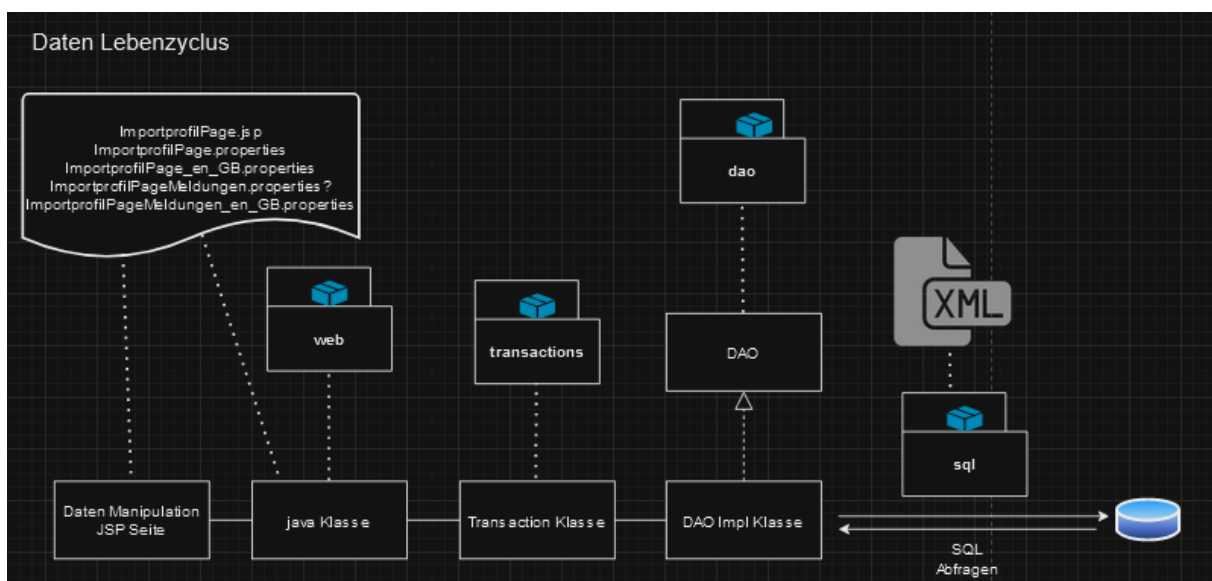 Daten Lebenzyclus
ImportprofilPage.jsp
ImportprofilPage.properties
ImportprofilPage_en_GB.properties
ImportprofilPageMeldungen.properties ?
ImportprofilPageMeldungen_en_GB.properties
dao
web
transactions
DAO
XML
sql
Daten Manipulation
JSP Seite
java Klasse
Transaction Klasse
DAO Impl Klasse
SQL
Abfragen